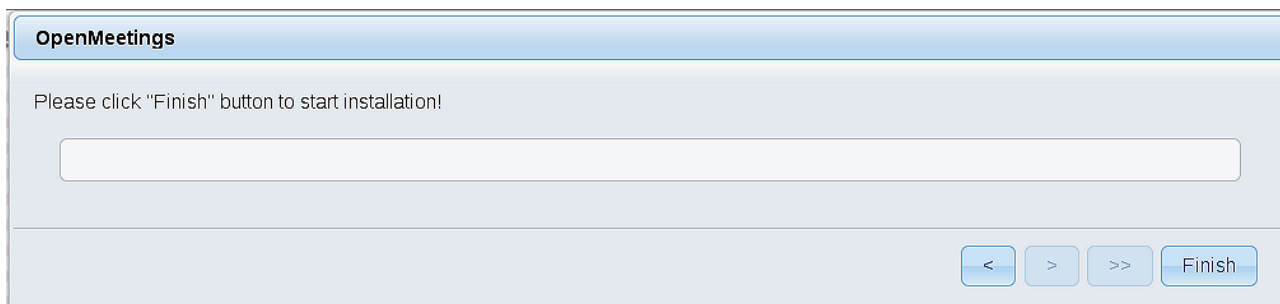 OpenMeetings
Please click "Finish" button to start installation!
< > >> Finish